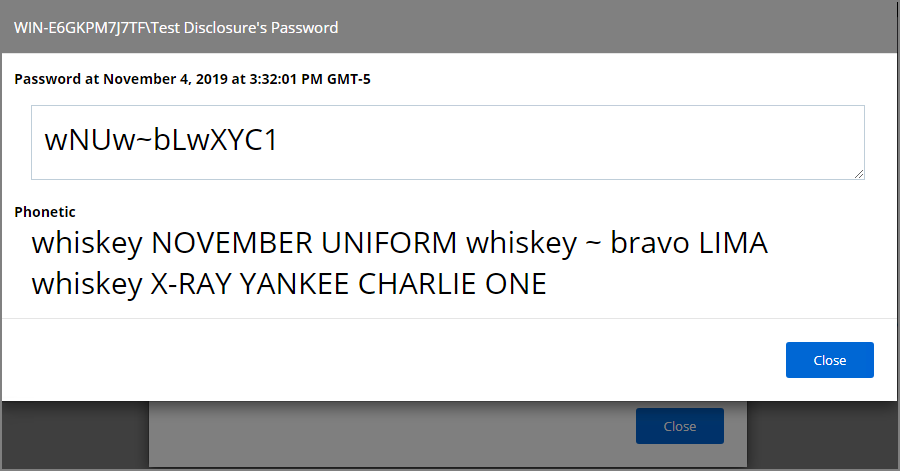 WIN-E6GKPM7J7TF\Test Disclosure's Password
Password at November 4, 2019 at 3:32:01 PM GMT-5
wNUw~bLwXYC1
Phonetic
whiskey NOVEMBER UNIFORM whiskey ~ bravo LIMA
whiskey X-RAY YANKEE CHARLIE ONE
Close
Close